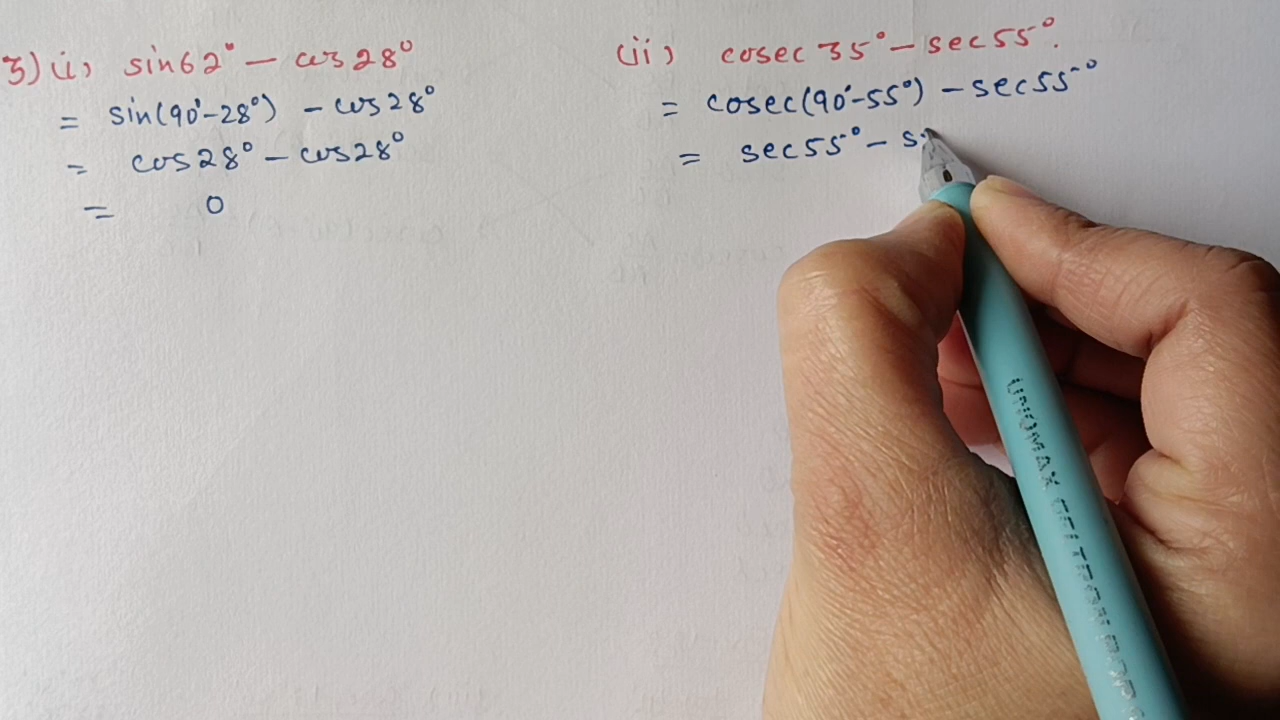 3) (i) sin62° - cos28°
= sin(90°-28°) - cos28°
= cos28° - cos28°
= 0
(ii) cosec35° - sec55°.
= cosec(90°-55°) - sec55°
= sec55° - s
UNOMAX